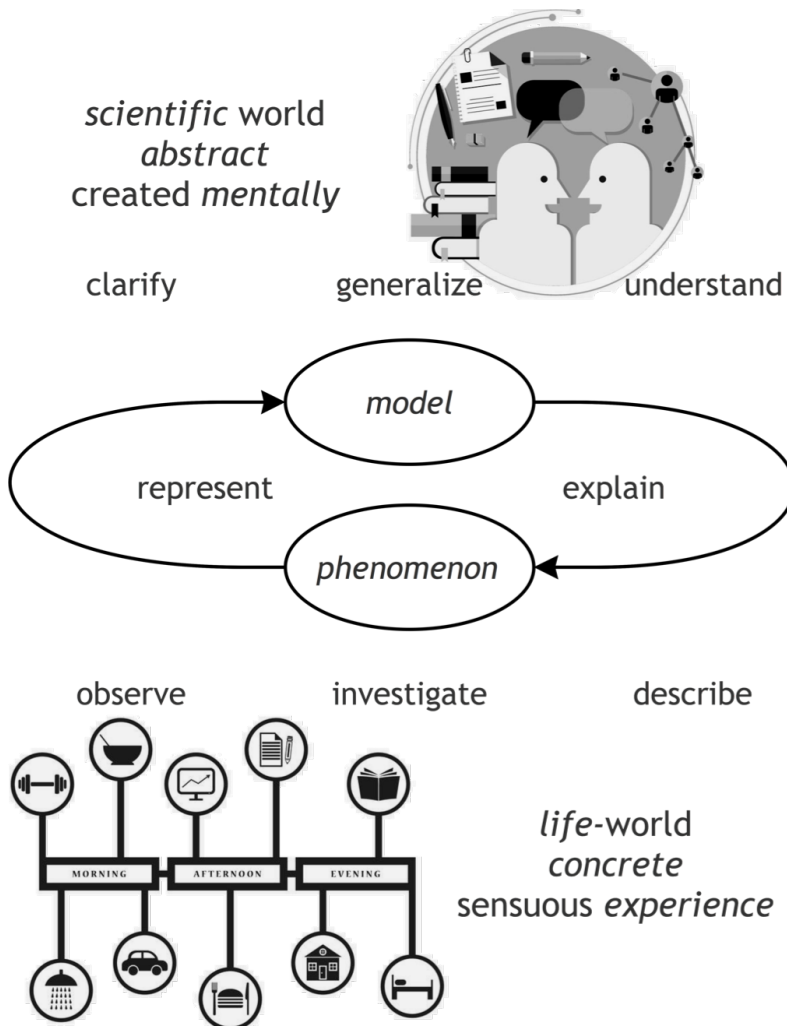 scientific world
abstract
created mentally
clarify generalize understand
model
represent explain
phenomenon
observe investigate describe
MORNING AFTERNOON EVENING
life-world
concrete
sensuous experience